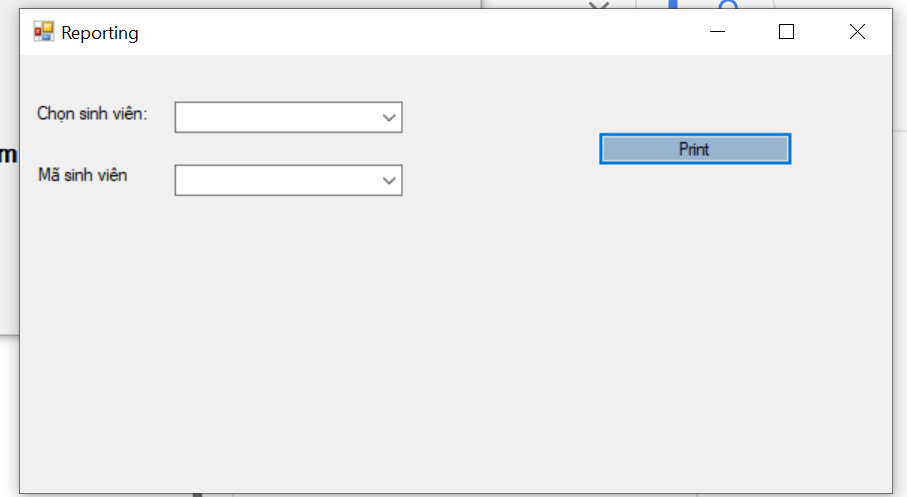 Reporting
Chọn sinh viên:
Print
m
Mã sinh viên